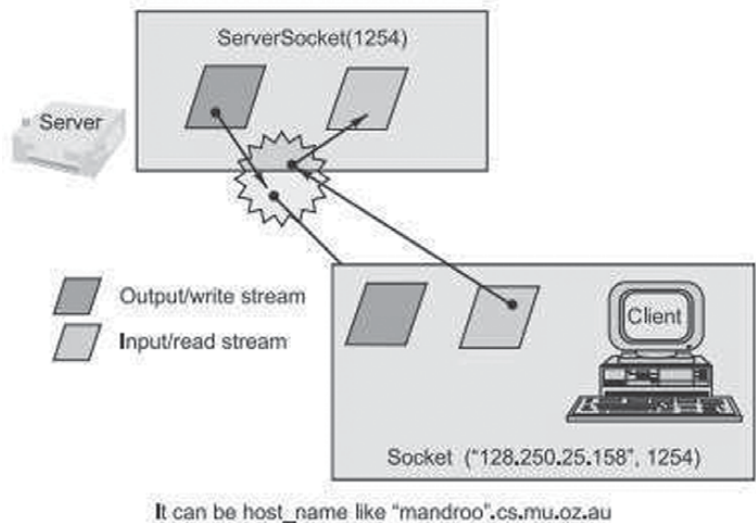 ServerSocket(1254)
Server
Output/write stream
Input/read stream
Client
Socket ("128.250.25.158", 1254)
It can be host_name like "mandroo".cs.mu.oz.au